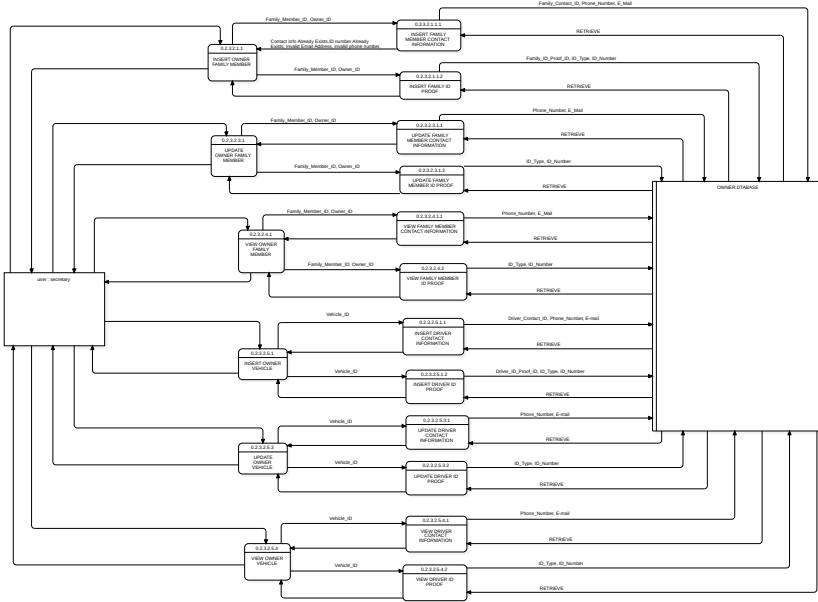 Family_Contact_ID, Phone_Number, E_Mail
Family_Member_ID, Owner_ID
0.2.3.2.1.1.1
INSERT FAMILY
MEMBER CONTACT
INFORMATION
RETRIEVE
Contact Info Already Exists,ID number Already
Exists, Invalid Email Address, invalid phone number.
0.2.3.2.1.1
INSERT OWNER
FAMILY MEMBER
Family_ID_Proof_ID, ID_Type, ID_Number
Family_Member_ID, Owner_ID
0.2.3.2.1.1.2
INSERT FAMILY ID
PROOF
RETRIEVE
Phone_Number, E_Mail
Family_Member_ID, Owner_ID
0.2.3.2.3.1.1
UPDATE FAMILY
MEMBER CONTACT
INFORMATION
RETRIEVE
0.2.3.2.3.1
UPDATE
OWNER FAMILY
MEMBER
Family_Member_ID, Owner_ID
ID_Type, ID_Number
0.2.3.2.3.1.2
UPDATE FAMILY
MEMBER ID PROOF
RETRIEVE
OWNER DTABASE
Family_Member_ID, Owner_ID
0.2.3.2.4.1.1
VIEW FAMILY MEMBER
CONTACT INFORMATION
Phone_Number, E_Mail
RETRIEVE
0.2.3.2.4.1
VIEW OWNER
FAMILY
MEMBER
Family_Member_ID, Owner_ID
0.2.3.2.4.2
VIEW FAMILY MEMBER
ID PROOF
ID_Type, ID_Number
RETRIEVE
user : secretary
Vehicle_ID
0.2.3.2.5.1.1
INSERT DRIVER
CONTACT
INFORMATION
Driver_Contact_ID, Phone_Number, E-mail
RETRIEVE
0.2.3.2.5.1
INSERT OWNER
VEHICLE
Vehicle_ID
0.2.3.2.5.1.2
INSERT DRIVER ID
PROOF
Driver_ID_Proof_ID, ID_Type, ID_Number
RETRIEVE
Vehicle_ID
0.2.3.2.5.3.1
UPDATE DRIVER
CONTACT
INFORMATION
Phone_Number, E-mail
RETRIEVE
0.2.3.2.5.3
UPDATE
OWNER
VEHICLE
Vehicle_ID
0.2.3.2.5.3.2
UPDATE DRIVER ID
PROOF
ID_Type, ID_Number
RETRIEVE
Vehicle_ID
0.2.3.2.5.4.1
VIEW DRIVER
CONTACT
INFORMATION
Phone_Number, E-mail
RETRIEVE
0.2.3.2.5.4
VIEW OWNER
VEHICLE
Vehicle_ID
0.2.3.2.5.4.2
VIEW DRIVER ID
PROOF
ID_Type, ID_Number
RETRIEVE